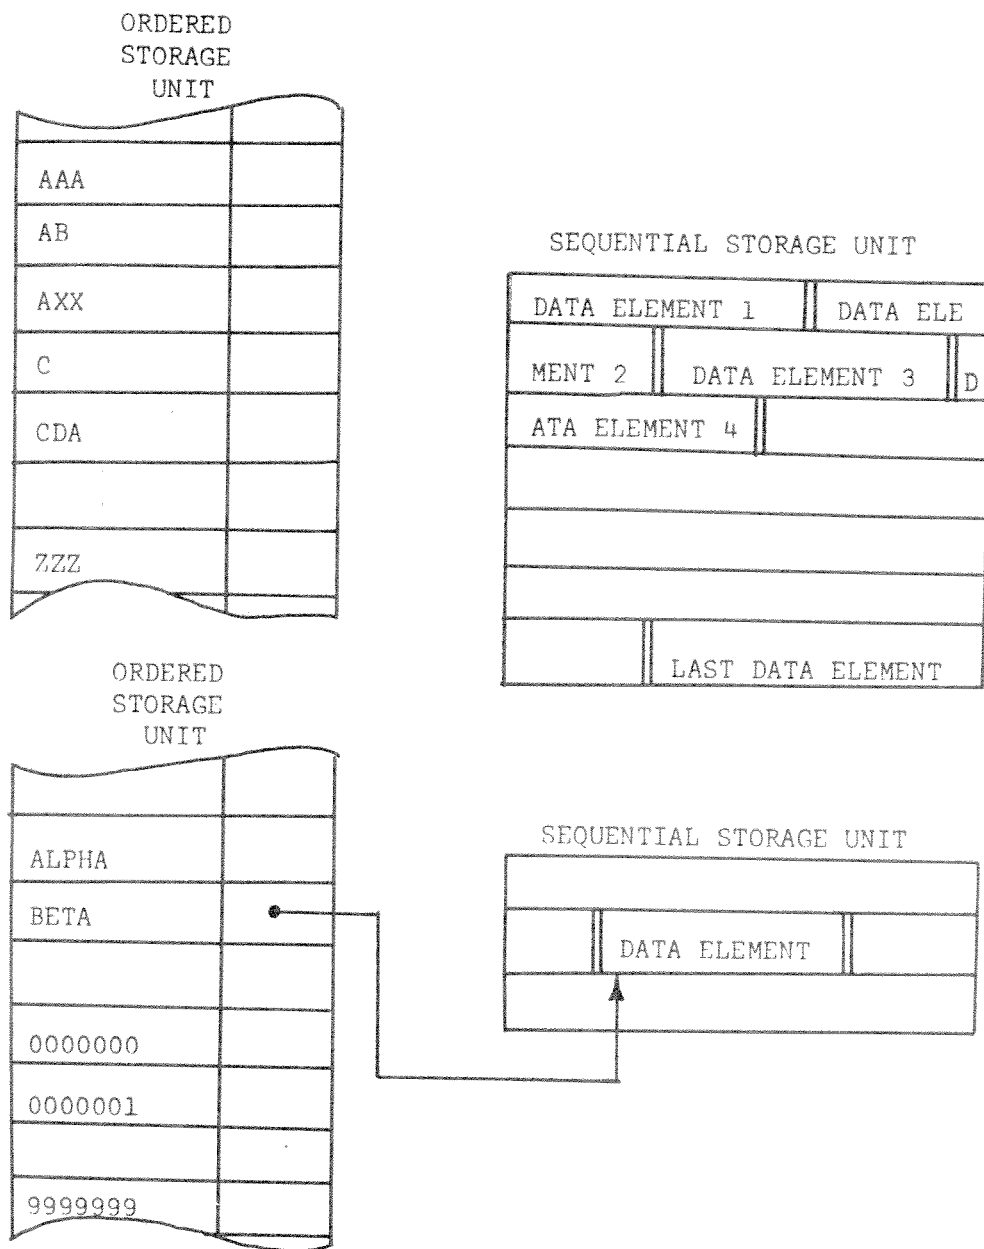 ORDERED
STORAGE
UNIT
AAA
AB
AXX
C
CDA
ZZZ
SEQUENTIAL STORAGE UNIT
DATA ELEMENT 1 DATA ELE
MENT 2 DATA ELEMENT 3 D
ATA ELEMENT 4
LAST DATA ELEMENT
ORDERED
STORAGE
UNIT
ALPHA
BETA
0000000
0000001
9999999
SEQUENTIAL STORAGE UNIT
DATA ELEMENT